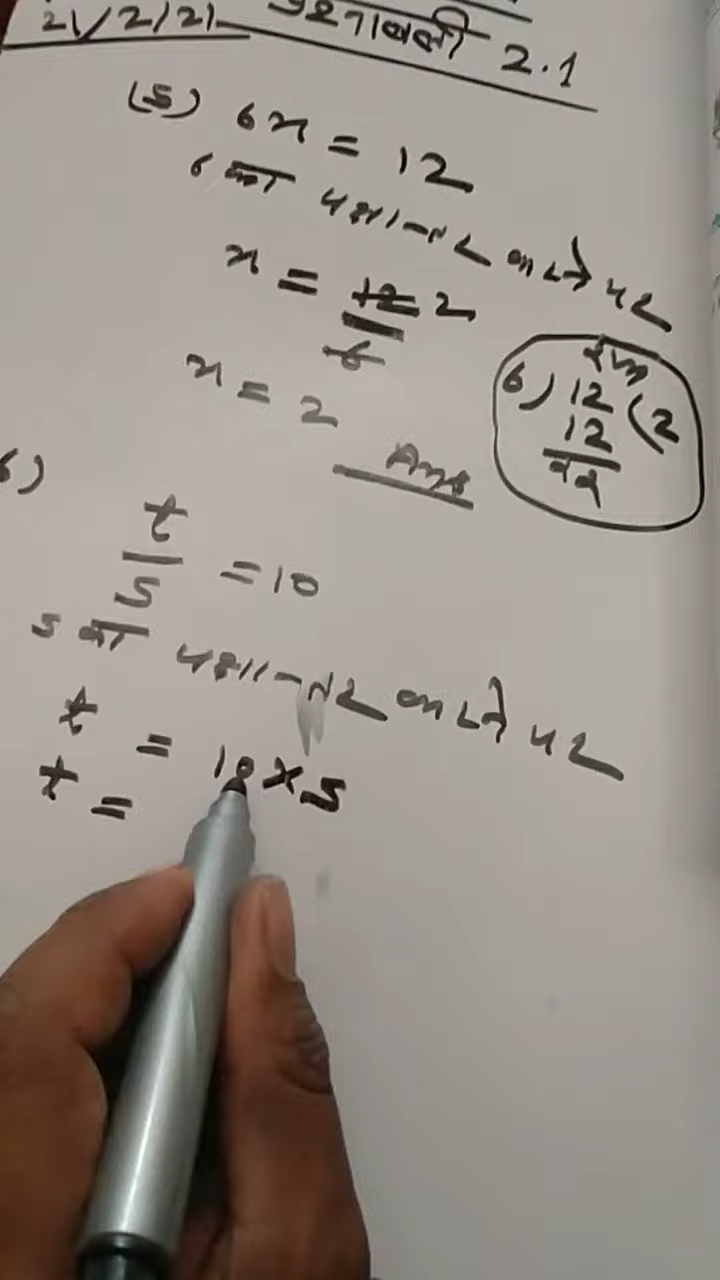 21/2/21 प्रश्नावली 2.1
(5) 6x = 12
6 का पक्षान्तर करने पर
x = 12 2
6
x = 2 Ans
6) 12 (2
12
6)
t
5 = 10
5 का पक्षान्तर करने पर
t = 10 x 5
t =